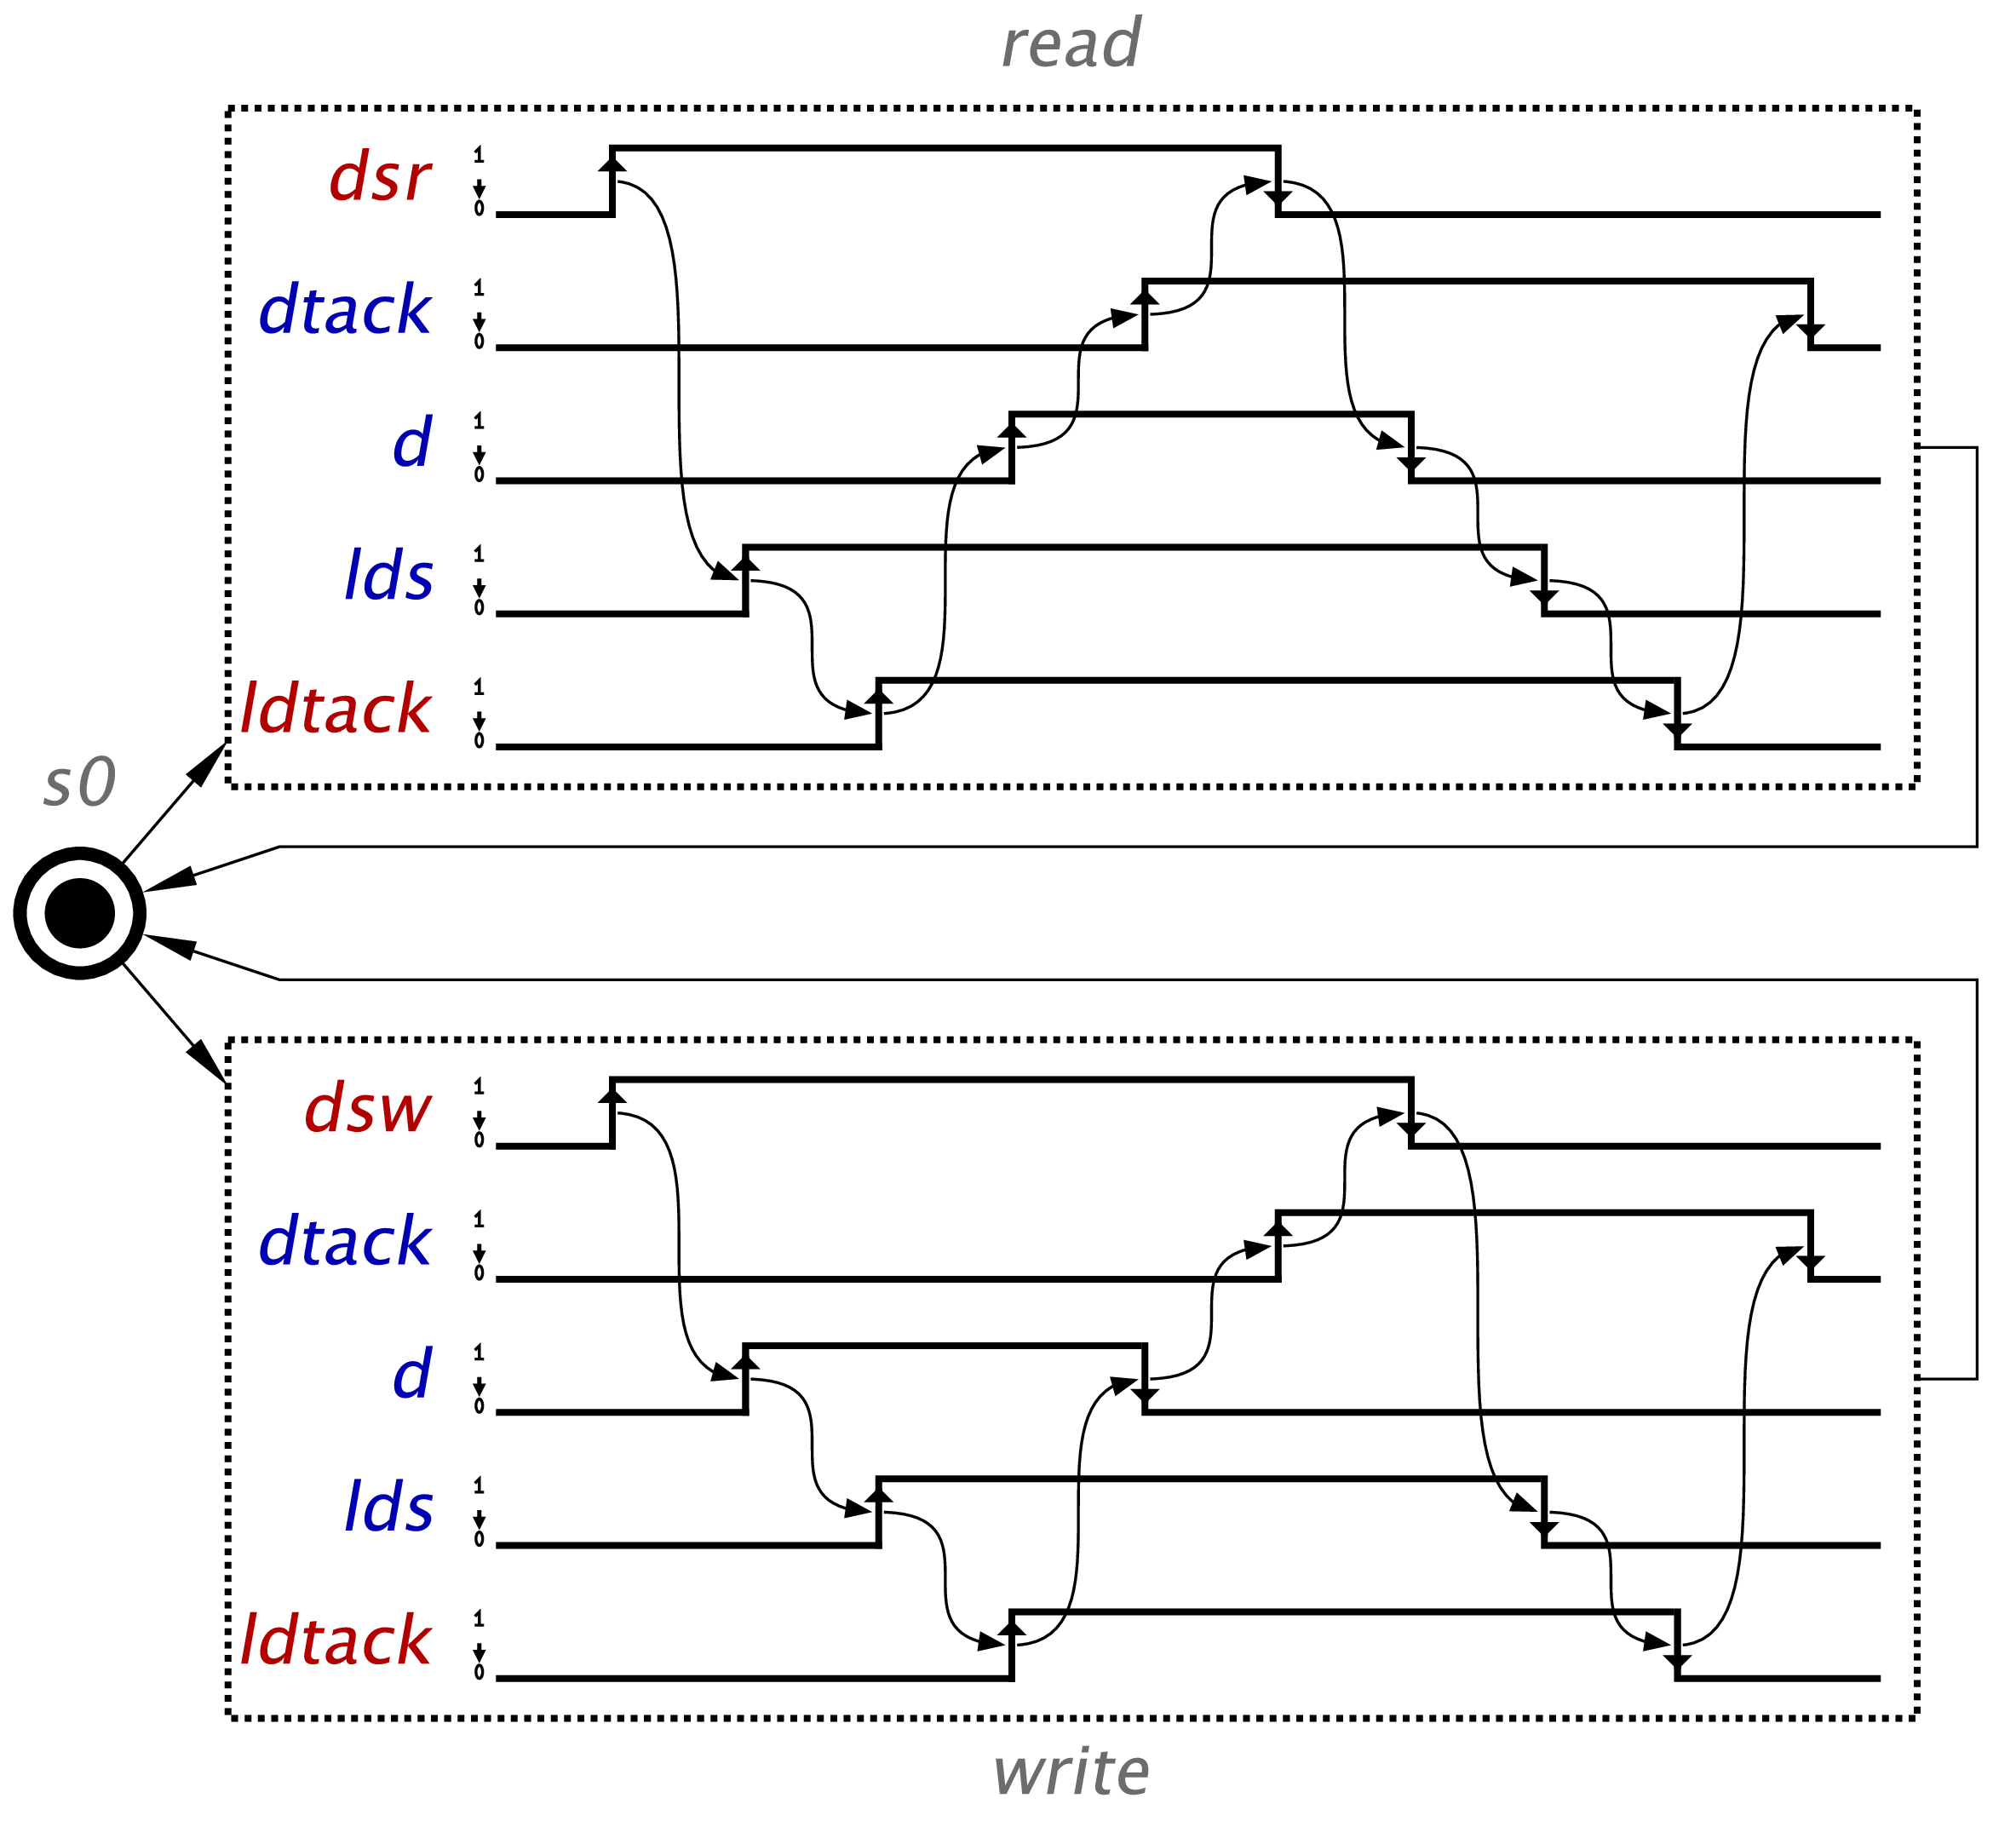 read
dsr 1 0
dtack 1 0
d 1 0
lds 1 0
ldtack 1 0
s0
dsw 1 0
dtack 1 0
d 1 0
lds 1 0
ldtack 1 0
write